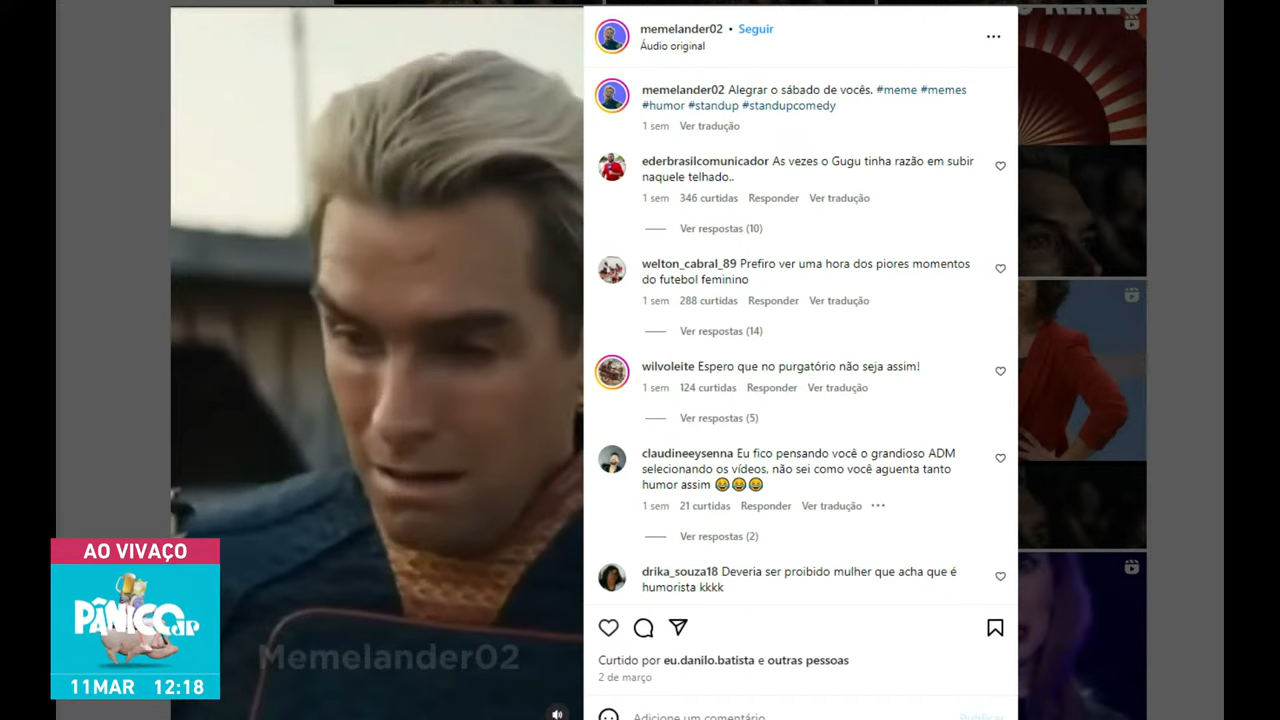 memelander02 • Seguir
Áudio original
memelander02 Alegrar o sábado de vocês. #meme #memes
#humor #standup #standupcomedy
1 sem Ver tradução
ederbrasilcomunicador As vezes o Gugu tinha razão em subir
naquele telhado..
1 sem 346 curtidas Responder Ver tradução
Ver respostas (10)
welton_cabral_89 Prefiro ver uma hora dos piores momentos
do futebol feminino
1 sem 288 curtidas Responder Ver tradução
Ver respostas (14)
wilvoleite Espero que no purgatório não seja assim!
1 sem 124 curtidas Responder Ver tradução
Ver respostas (5)
claudineeysenna Eu fico pensando você o grandioso ADM
selecionando os vídeos, não sei como você aguenta tanto
humor assim 😂😂😂
1 sem 21 curtidas Responder Ver tradução
Ver respostas (2)
drika_souza18 Deveria ser proibido mulher que acha que é
humorista kkkk
Curtido por eu.danilo.batista e outras pessoas
2 de março
Adicione um comentário
Memelander02
AO VIVAÇO
PÂNICO JP
11MAR 12:18